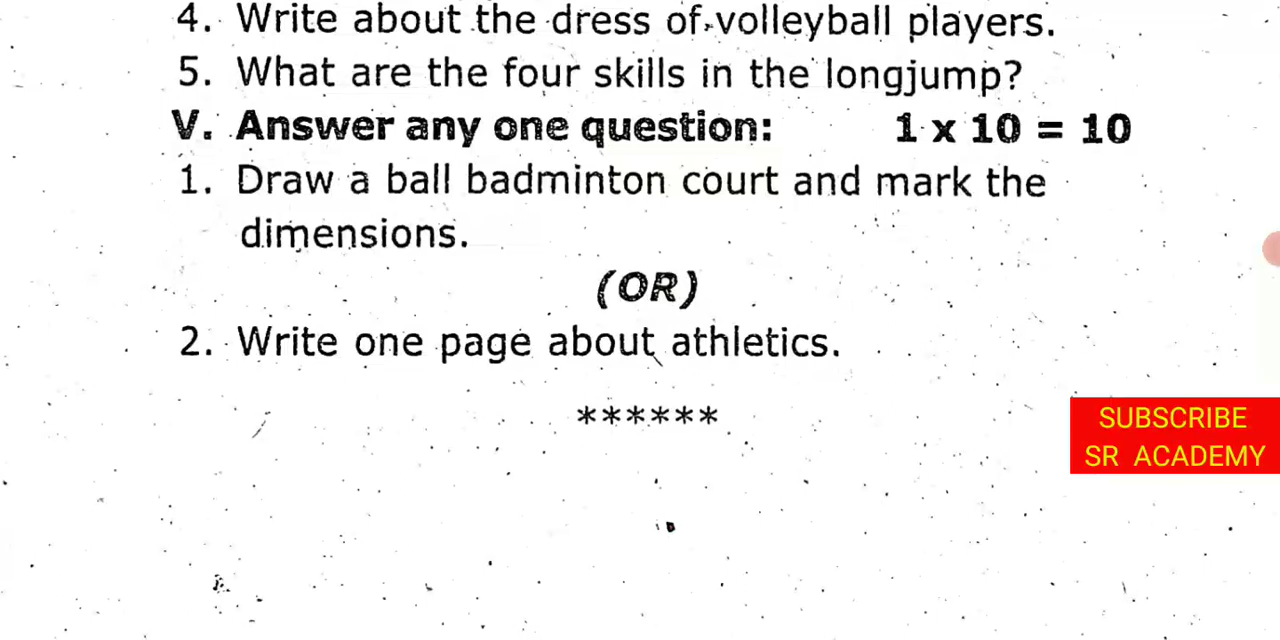 4. Write about the dress of volleyball players.
5. What are the four skills in the longjump?
V. Answer any one question: 1 x 10 = 10
1. Draw a ball badminton court and mark the
dimensions.
(OR)
2. Write one page about athletics.
******
SUBSCRIBE
SR ACADEMY